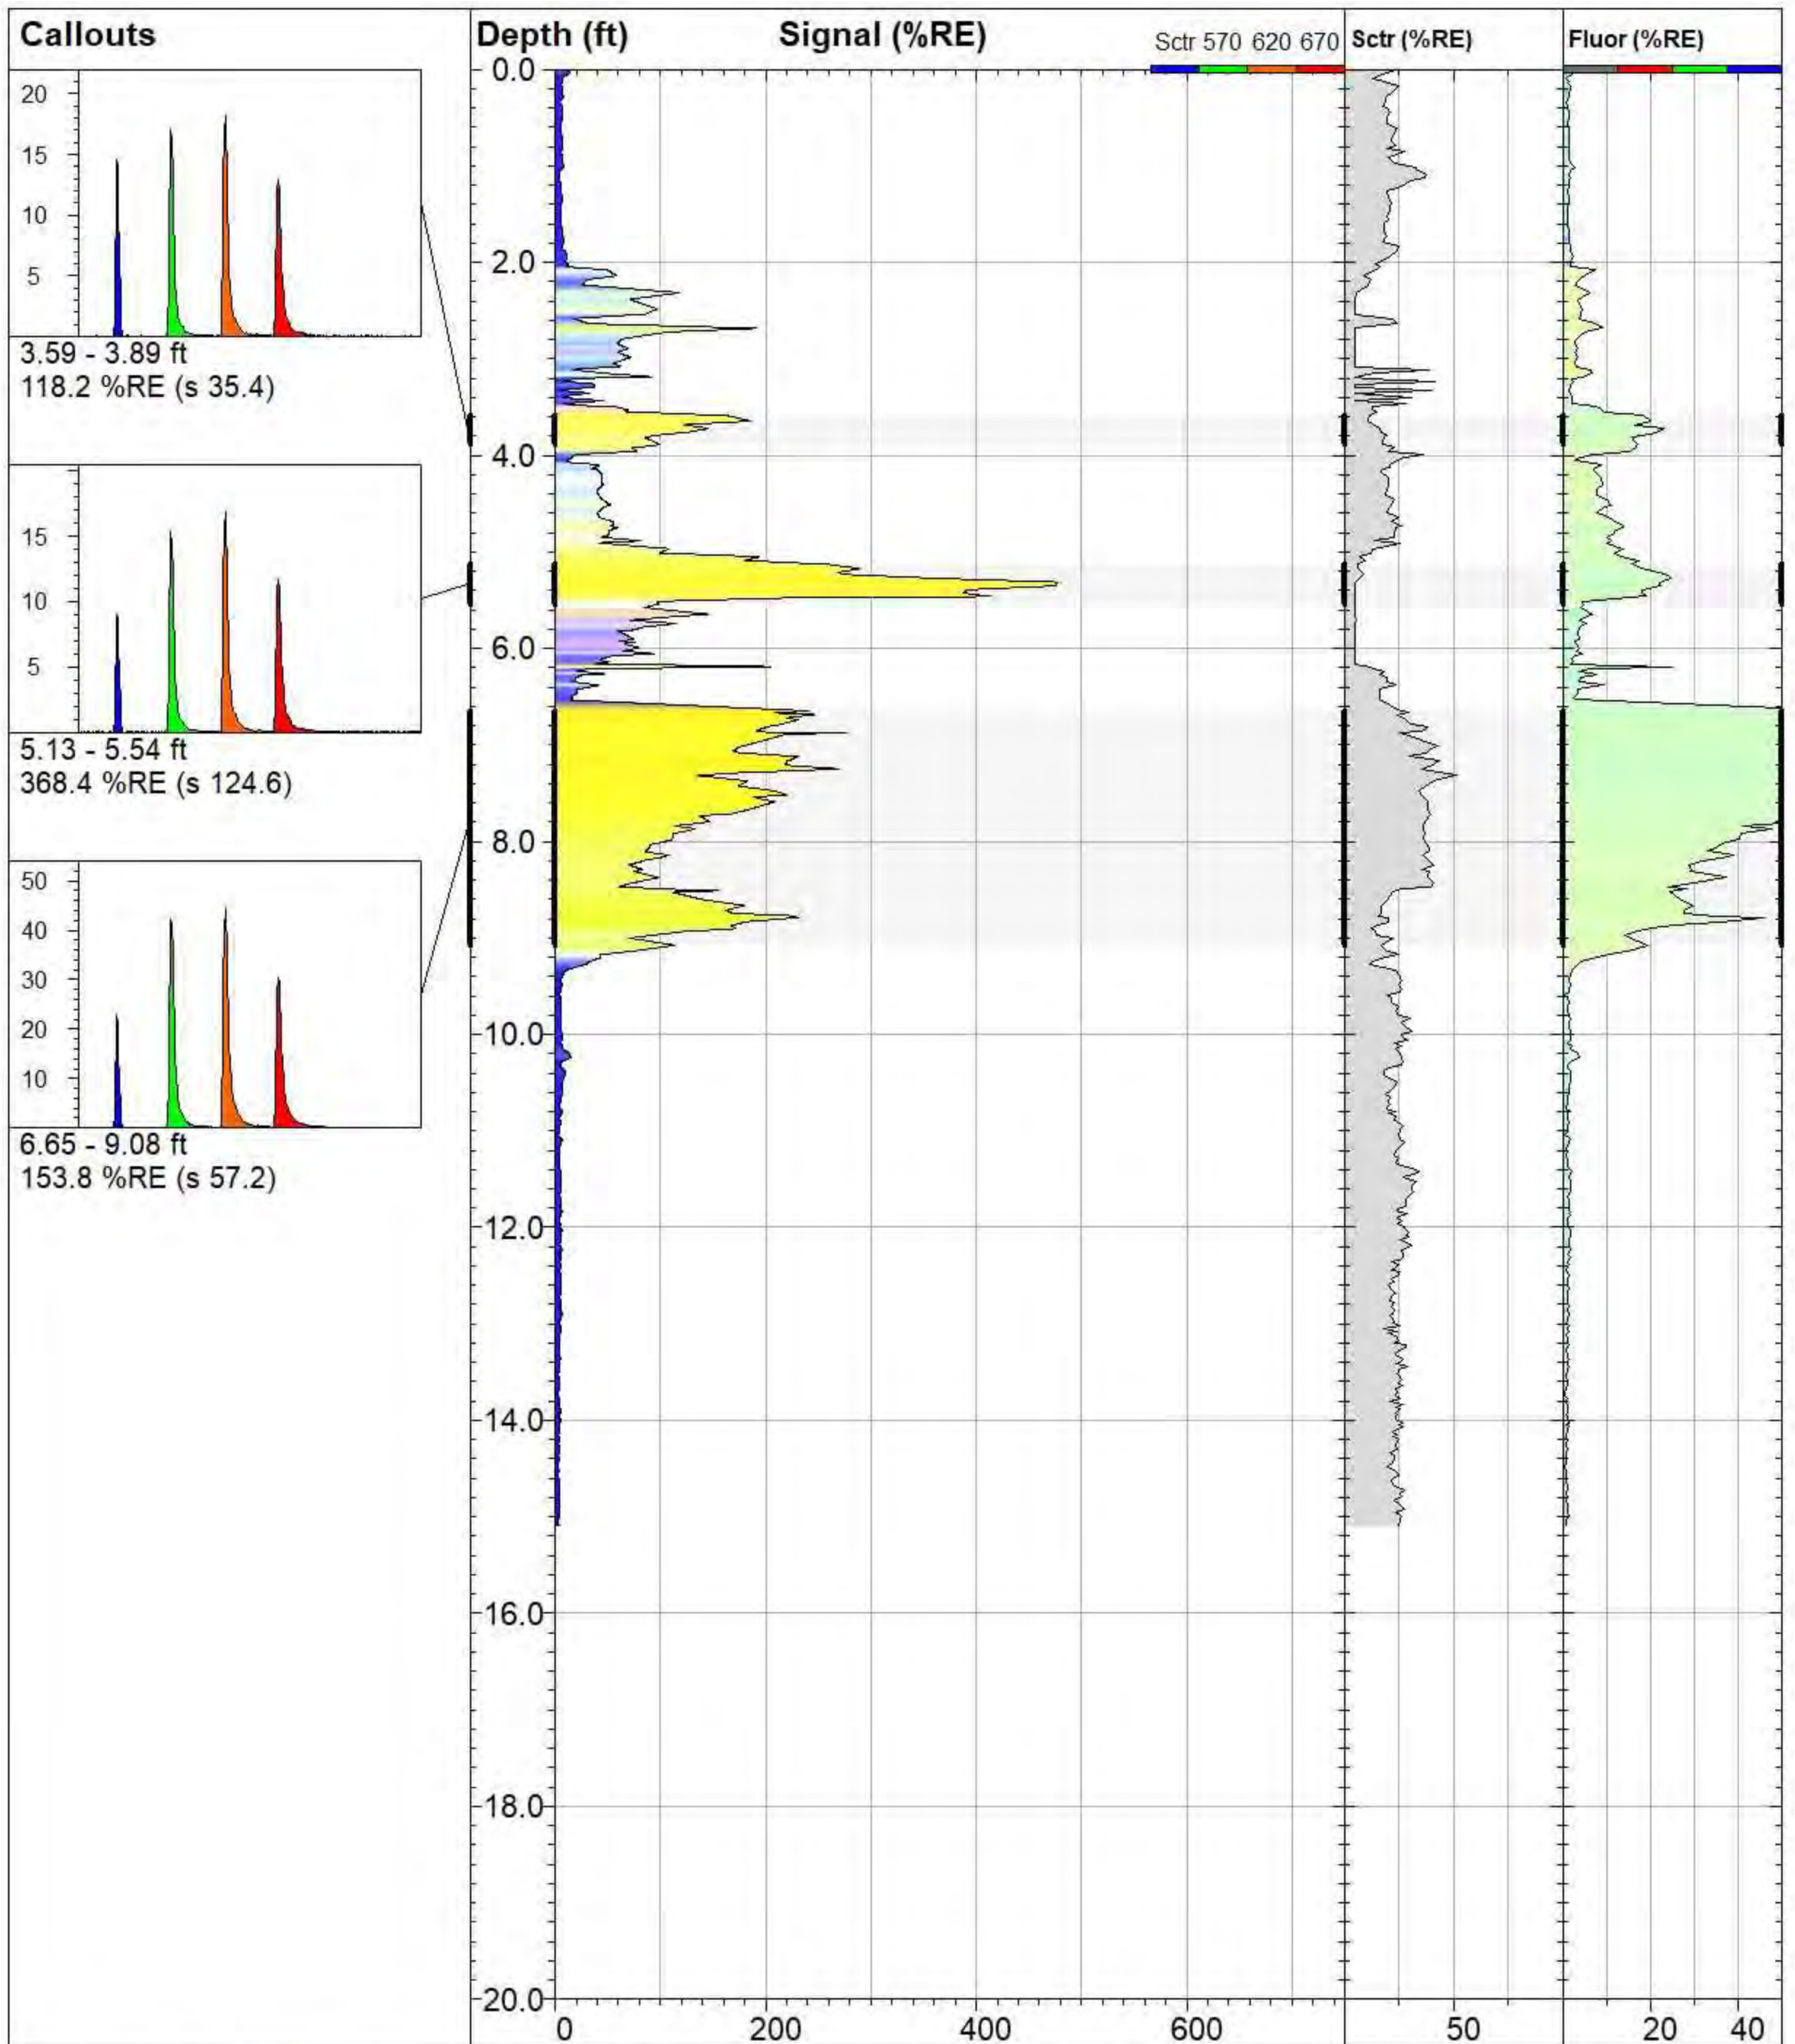 Callouts
Depth (ft)
Signal (%RE)
Sctr 570 620 670
Sctr (%RE)
Fluor (%RE)
20
15
10
5
3.59 - 3.89 ft
118.2 %RE (s 35.4)
15
10
5
5.13 - 5.54 ft
368.4 %RE (s 124.6)
50
40
30
20
10
6.65 - 9.08 ft
153.8 %RE (s 57.2)
0.0
2.0
4.0
6.0
8.0
10.0
12.0
14.0
16.0
18.0
20.0
0 200 400 600
50
20 40